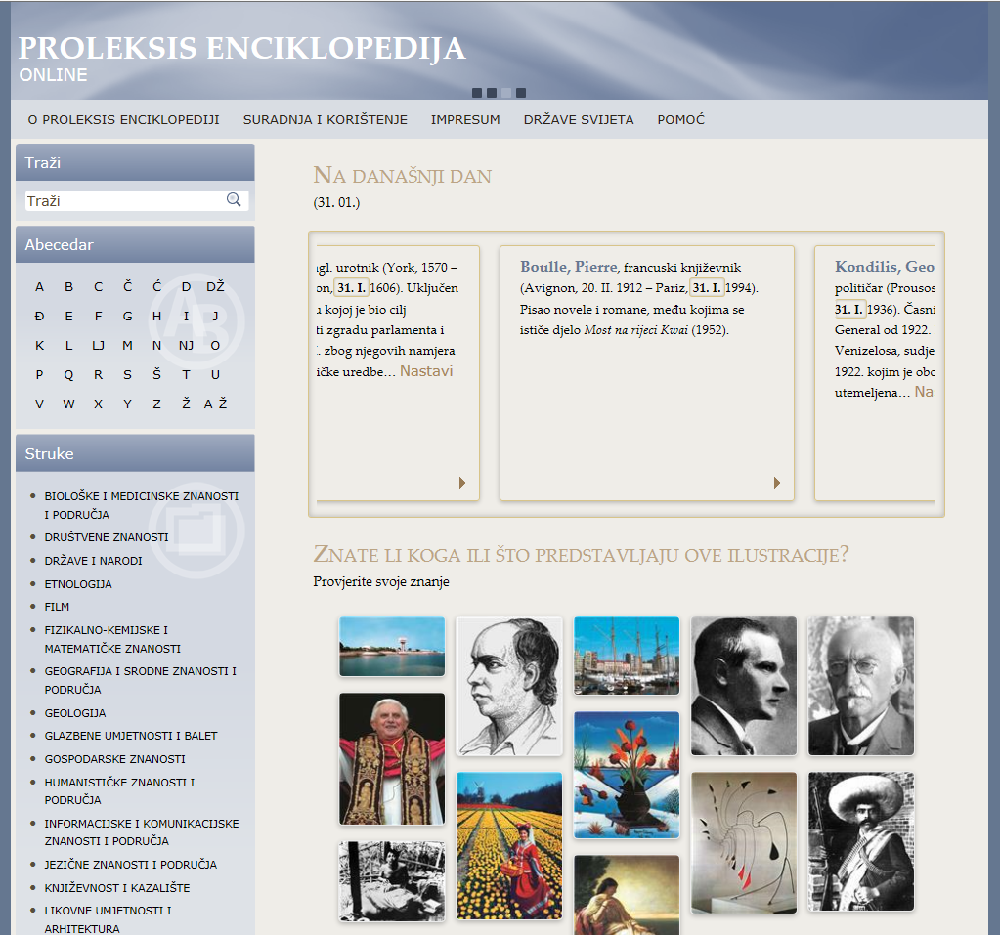 PROLEKSIS ENCIKLOPEDIJA
ONLINE
O PROLEKSIS ENCIKLOPEDIJI SURADNJA I KORIŠTENJE IMPRESUM DRŽAVE SVIJETA POMOĆ
Traži
Traži
Abecedar
A B C Č Ć D DŽ
Đ E F G H I J
K L LJ M N NJ O
P Q R S Š T U
V W X Y Z Ž A-Ž
Struke
BIOLOŠKE I MEDICINSKE ZNANOSTI
I PODRUČJA
DRUŠTVENE ZNANOSTI
DRŽAVE I NARODI
ETNOLOGIJA
FILM
FIZIKALNO-KEMIJSKE I
MATEMATIČKE ZNANOSTI
GEOGRAFIJA I SRODNE ZNANOSTI I
PODRUČJA
GEOLOGIJA
GLAZBENE UMJETNOSTI I BALET
GOSPODARSKE ZNANOSTI
HUMANISTIČKE ZNANOSTI I
PODRUČJA
INFORMACIJSKE I KOMUNIKACIJSKE
ZNANOSTI I PODRUČJA
JEZIČNE ZNANOSTI I PODRUČJA
KNJIŽEVNOST I KAZALIŠTE
LIKOVNE UMJETNOSTI I
ARHITEKTURA
Na današnji dan
(31. 01.)
ngl. urotnik (York, 1570 –
on, 31. I. 1606). Uključen
u kojoj je bio cilj
ti zgradu parlamenta i
I. zbog njegovih namjera
ičke uredbe... Nastavi
Boulle, Pierre, francuski književnik
(Avignon, 20. II. 1912 – Pariz, 31. I. 1994).
Pisao novele i romane, među kojima se
ističe djelo Most na rijeci Kwai (1952).
Kondilis, Geo
političar (Prousos
31. I. 1936). Časni
General od 1922.
Venizelosa, sudje
1922. kojim je obo
utemeljena... Nas
Znate li koga ili što predstavljaju ove ilustracije?
Provjerite svoje znanje